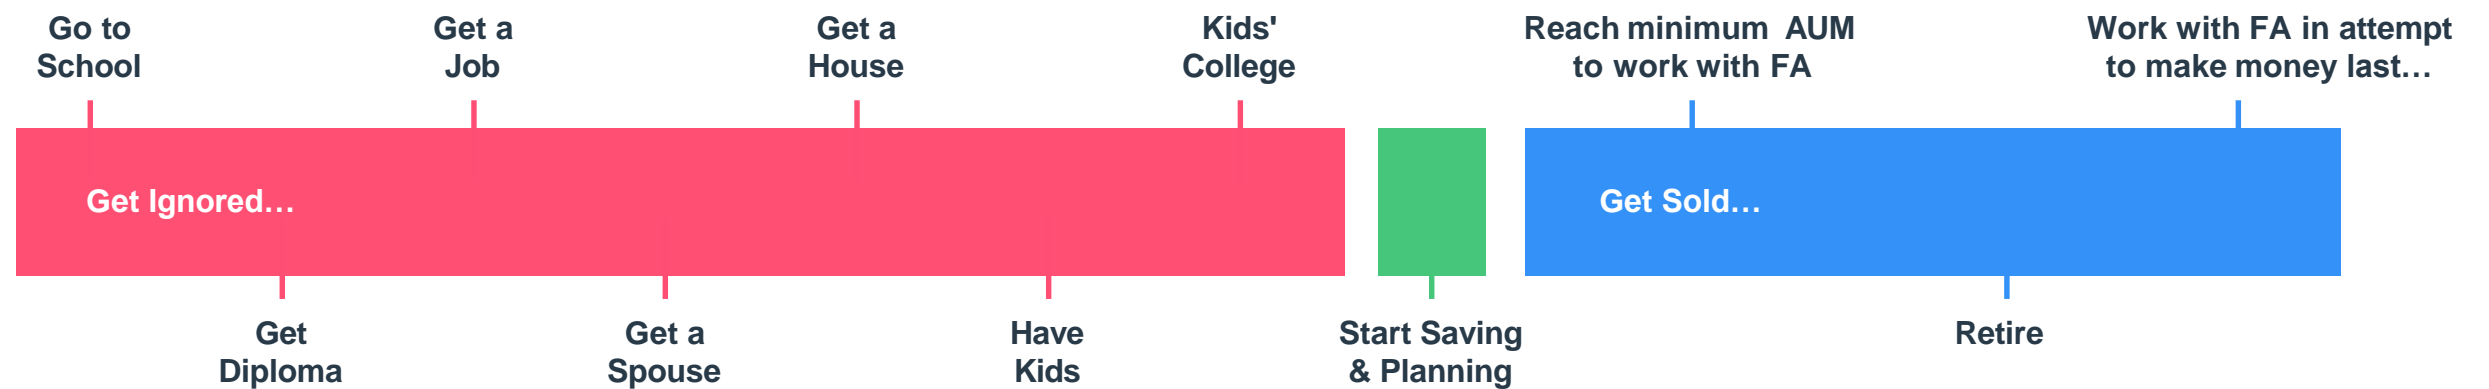 Go to
School
Get a
Job
Get a
House
Kids'
College
Reach minimum  AUM
to work with FA
Work with FA in attempt
to make money last…
Get Ignored…
Get Sold…
Get
Diploma
Get a
Spouse
Have
Kids
Start Saving
& Planning
Retire